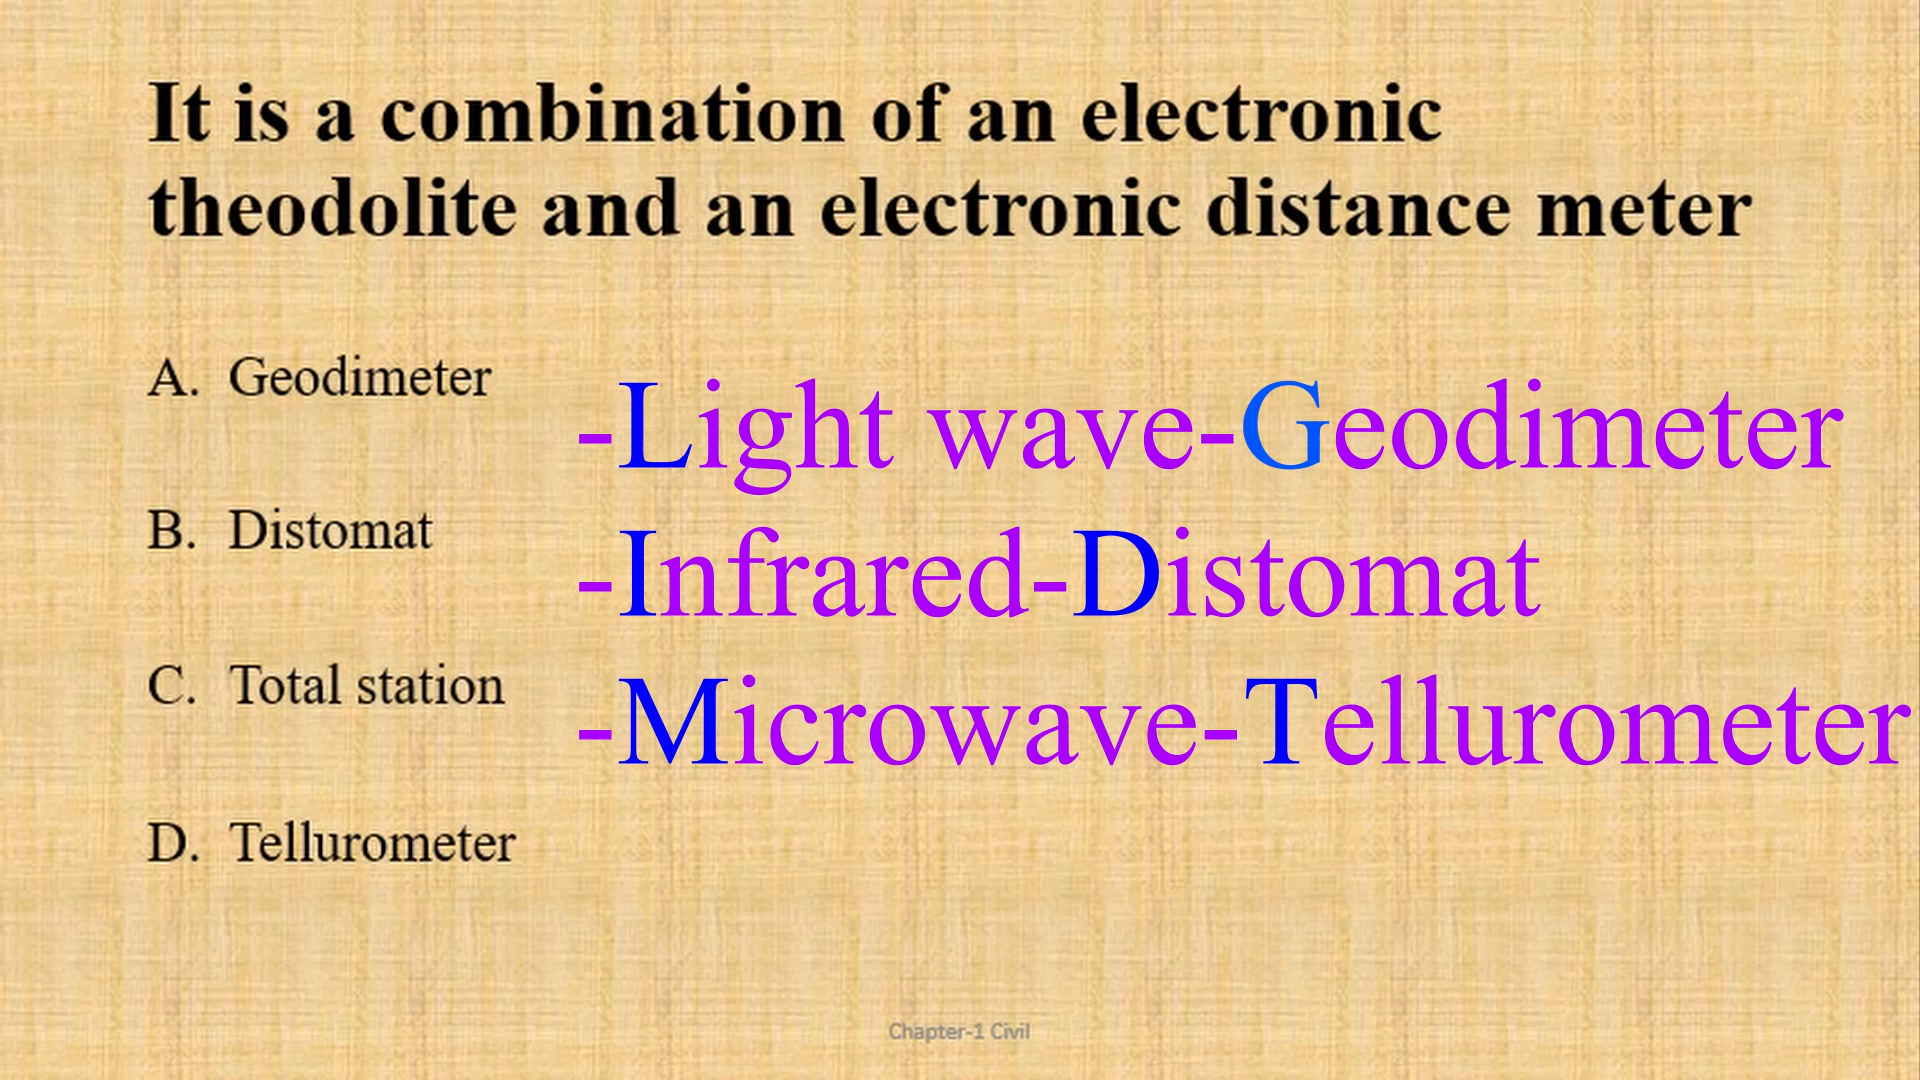 It is a combination of an electronic
theodolite and an electronic distance meter
A. Geodimeter
B. Distomat
C. Total station
D. Tellurometer
-Light wave-Geodimeter
-Infrared-Distomat
-Microwave-Tellurometer
Chapter-1 Civil